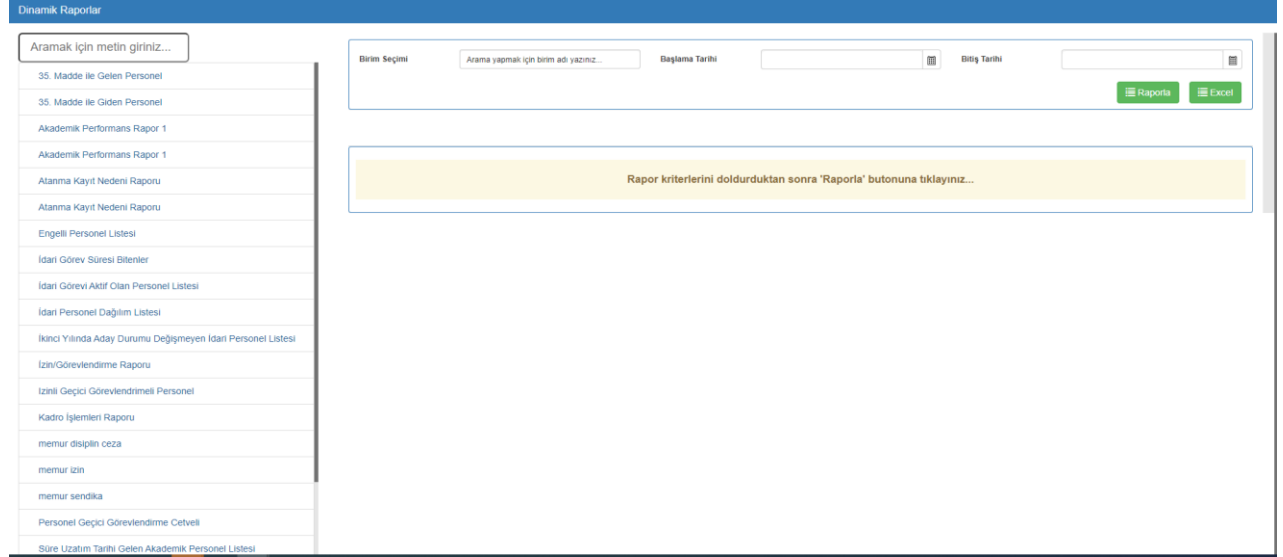 Dinamik Raporlar
Aramak için metin giriniz...
35. Madde ile Gelen Personel
35. Madde ile Giden Personel
Akademik Performans Rapor 1
Akademik Performans Rapor 1
Atanma Kayıt Nedeni Raporu
Atanma Kayıt Nedeni Raporu
Engelli Personel Listesi
İdari Görev Süresi Bitenler
İdari Görevi Aktif Olan Personel Listesi
İdari Personel Dağılım Listesi
İkinci Yılında Aday Durumu Değişmeyen İdari Personel Listesi
İzin/Görevlendirme Raporu
Izinli Geçici Görevlendrimeli Personel
Kadro İşlemleri Raporu
memur disiplin ceza
memur izin
memur sendika
Personel Geçici Görevlendirme Cetveli
Süre Uzatım Tarihi Gelen Akademik Personel Listesi
Birim Seçimi Arama yapmak için birim adı yazınız... Başlama Tarihi Bitiş Tarihi
Raporla Excel
Rapor kriterlerini doldurduktan sonra 'Raporla' butonuna tıklayınız...